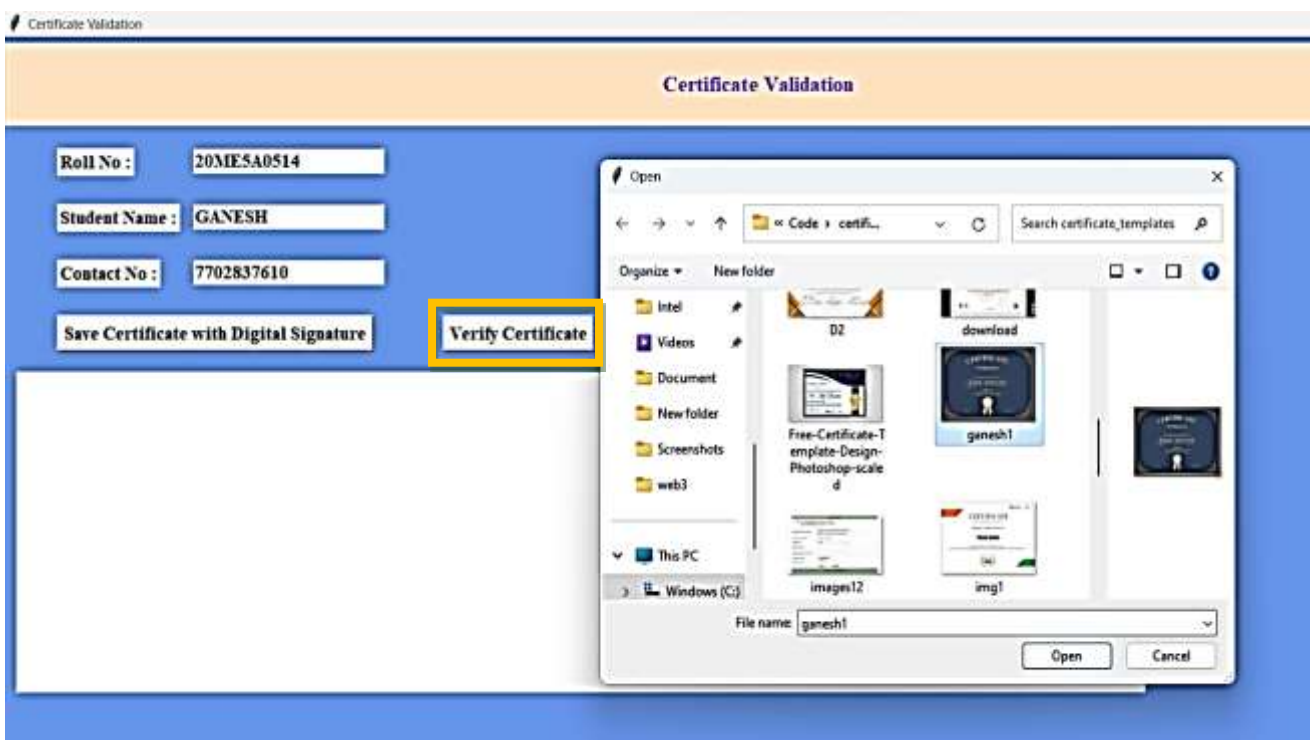 Certificate Validation
Certificate Validation
Roll No :
20ME5A0514
Student Name :
GANESH
Contact No :
7702837610
Save Certificate with Digital Signature
Verify Certificate
Open
« Code › certifi...
Search certificate_templates
Organize
New folder
Intel
Videos
Document
New folder
Screenshots
web3
This PC
Windows (C:)
D2
download
Free-Certificate-T
emplate-Design-
Photoshop-scale
d
ganesh1
images12
img1
File name: ganesh1
Open
Cancel